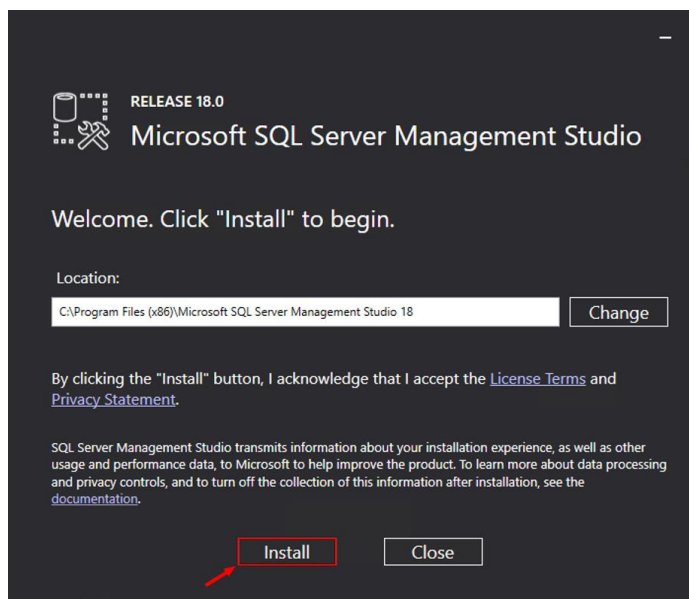 RELEASE 18.0
Microsoft SQL Server Management Studio
Welcome. Click "Install" to begin.
Location:
C:\Program Files (x86)\Microsoft SQL Server Management Studio 18
Change
By clicking the "Install" button, I acknowledge that I accept the License Terms and
Privacy Statement.
SQL Server Management Studio transmits information about your installation experience, as well as other
usage and performance data, to Microsoft to help improve the product. To learn more about data processing
and privacy controls, and to turn off the collection of this information after installation, see the
documentation.
Install
Close